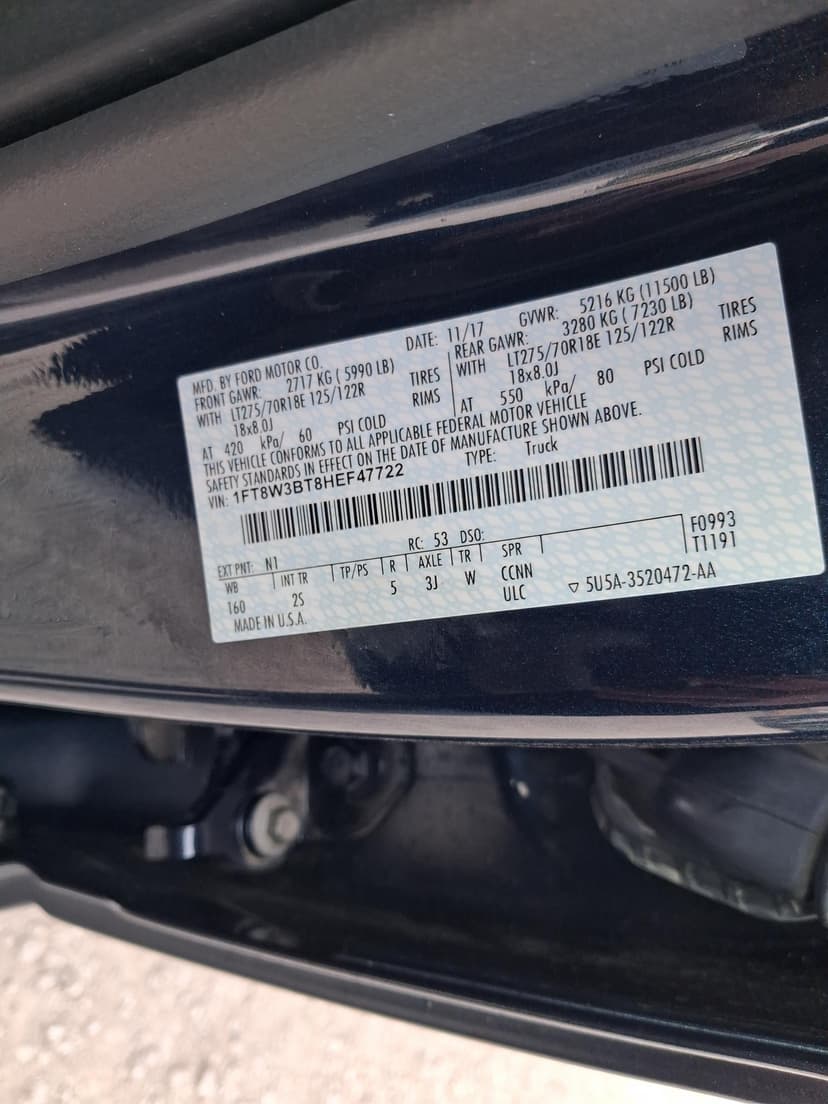 MFD. BY FORD MOTOR CO.
DATE: 11/17
GVWR: 5216 KG (11500 LB)
FRONT GAWR: 2717 KG ( 5990 LB)
WITH LT275/70R18E 125/122R TIRES
18x8.0J RIMS
AT 420 kPa/ 60 PSI COLD
REAR GAWR: 3280 KG ( 7230 LB)
WITH LT275/70R18E 125/122R TIRES
18x8.0J RIMS
AT 550 kPa/ 80 PSI COLD
THIS VEHICLE CONFORMS TO ALL APPLICABLE FEDERAL MOTOR VEHICLE
SAFETY STANDARDS IN EFFECT ON THE DATE OF MANUFACTURE SHOWN ABOVE.
VIN: 1FT8W3BT8HEF47722 TYPE: Truck
F0993
T1191
EXT PNT: N1 RC: 53 DSO:
WB INT TR TP/PS R AXLE TR SPR
160 2S 5 3J W CCNN
ULC
MADE IN U.S.A.
▽ 5U5A-3520472-AA